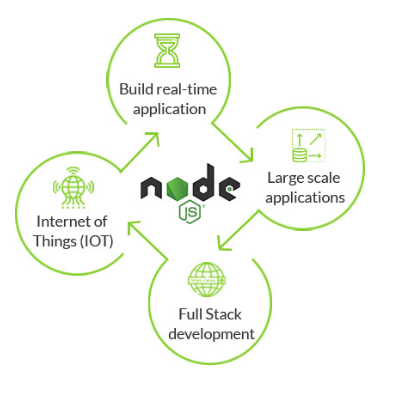 Build real-time
application
Large scale
applications
node
JS
Internet of
Things (IOT)
Full Stack
development